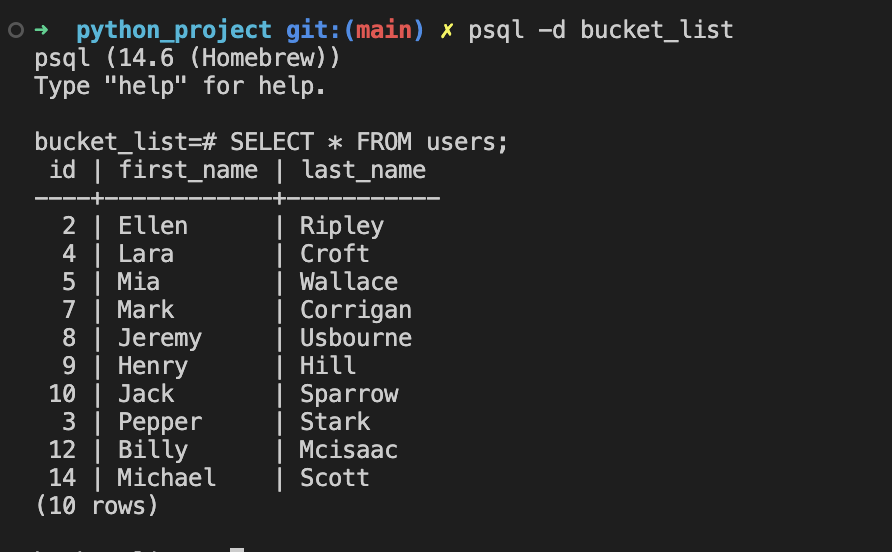 ➜ python_project git:(main) ✗ psql -d bucket_list
psql (14.6 (Homebrew))
Type "help" for help.
bucket_list=# SELECT * FROM users;
 id | first_name | last_name
----+------------+-----------
  2 | Ellen      | Ripley
  4 | Lara       | Croft
  5 | Mia        | Wallace
  7 | Mark       | Corrigan
  8 | Jeremy     | Usbourne
  9 | Henry      | Hill
 10 | Jack       | Sparrow
  3 | Pepper     | Stark
 12 | Billy      | Mcisaac
 14 | Michael    | Scott
(10 rows)